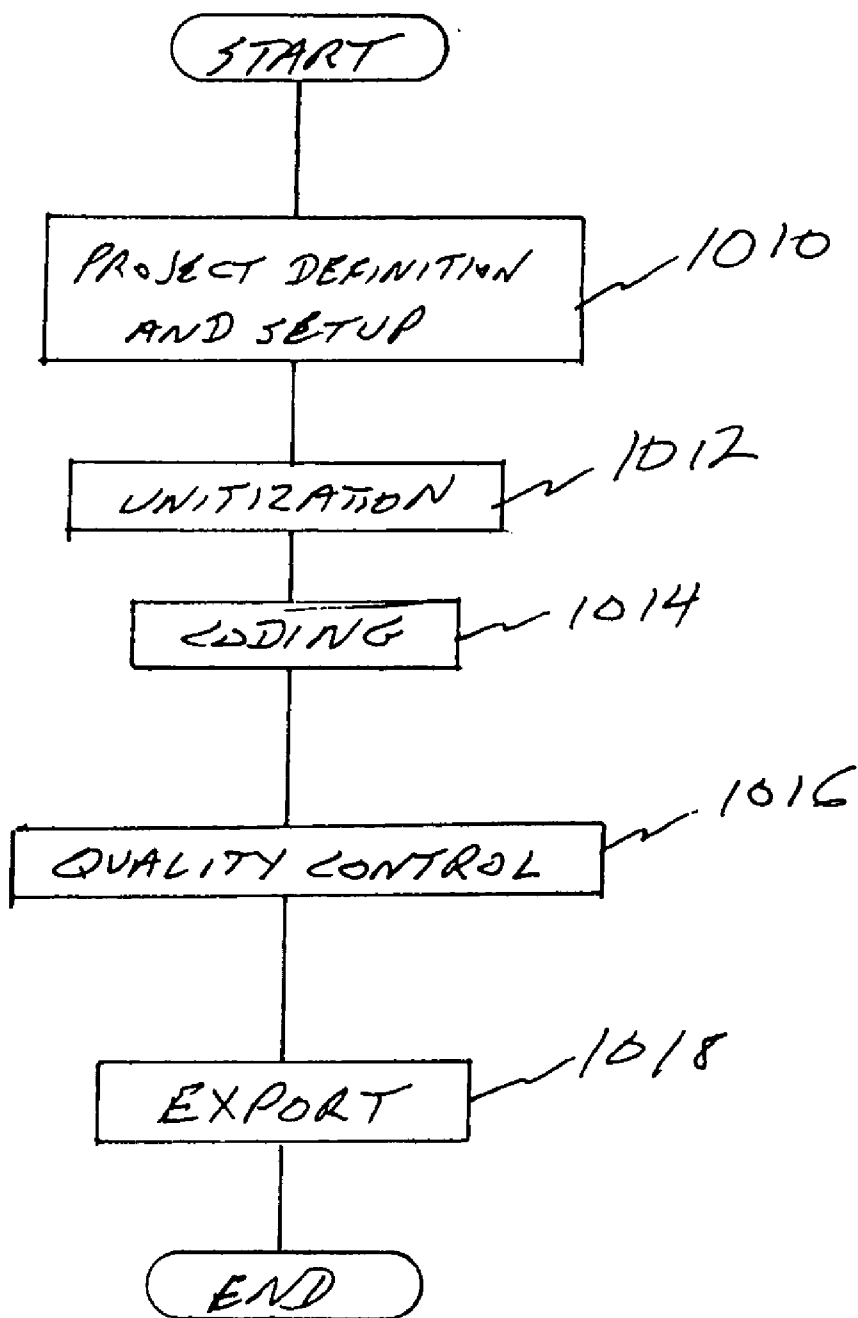 START
PROJECT DEFINITION
AND SETUP
1010
UNITIZATION
1012
CODING
1014
QUALITY CONTROL
1016
EXPORT
1018
END